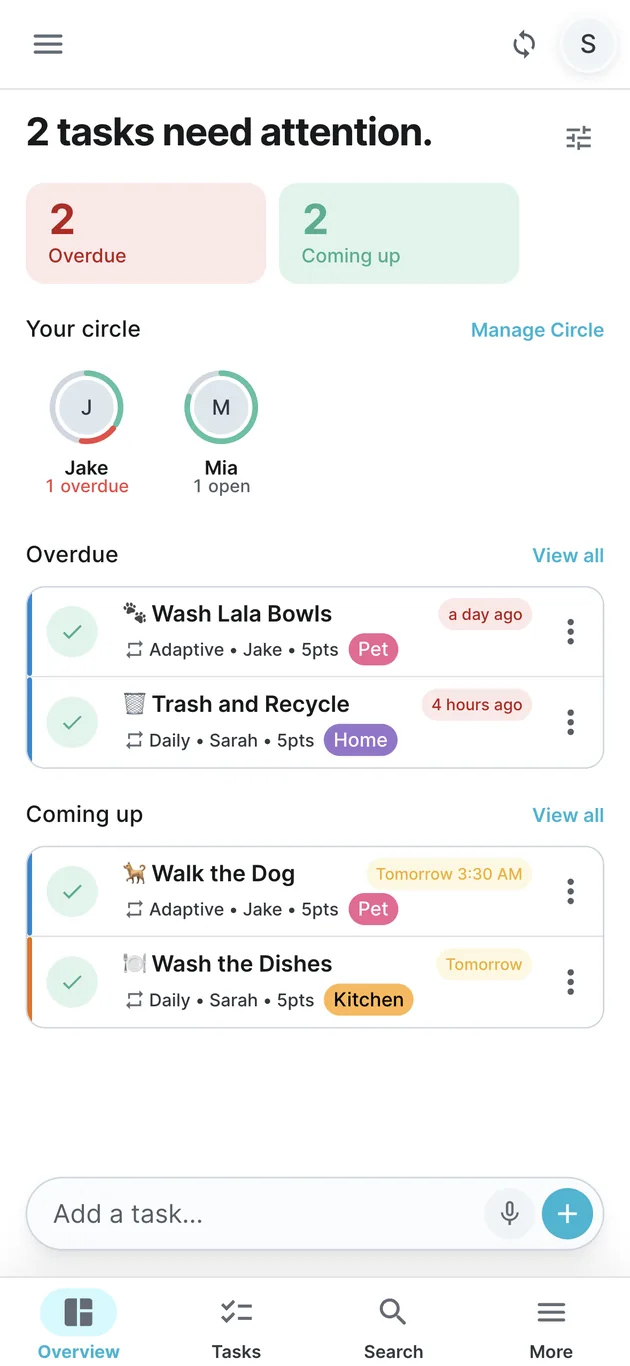 S
2 tasks need attention.
2
Overdue
2
Coming up
Your circle
Manage Circle
J
M
Jake
1 overdue
Mia
1 open
Overdue
View all
Wash Lala Bowls
a day ago
Adaptive • Jake • 5pts Pet
Trash and Recycle
4 hours ago
Daily • Sarah • 5pts Home
Coming up
View all
Walk the Dog
Tomorrow 3:30 AM
Adaptive • Jake • 5pts Pet
Wash the Dishes
Tomorrow
Daily • Sarah • 5pts Kitchen
Add a task...
Overview
Tasks
Search
More